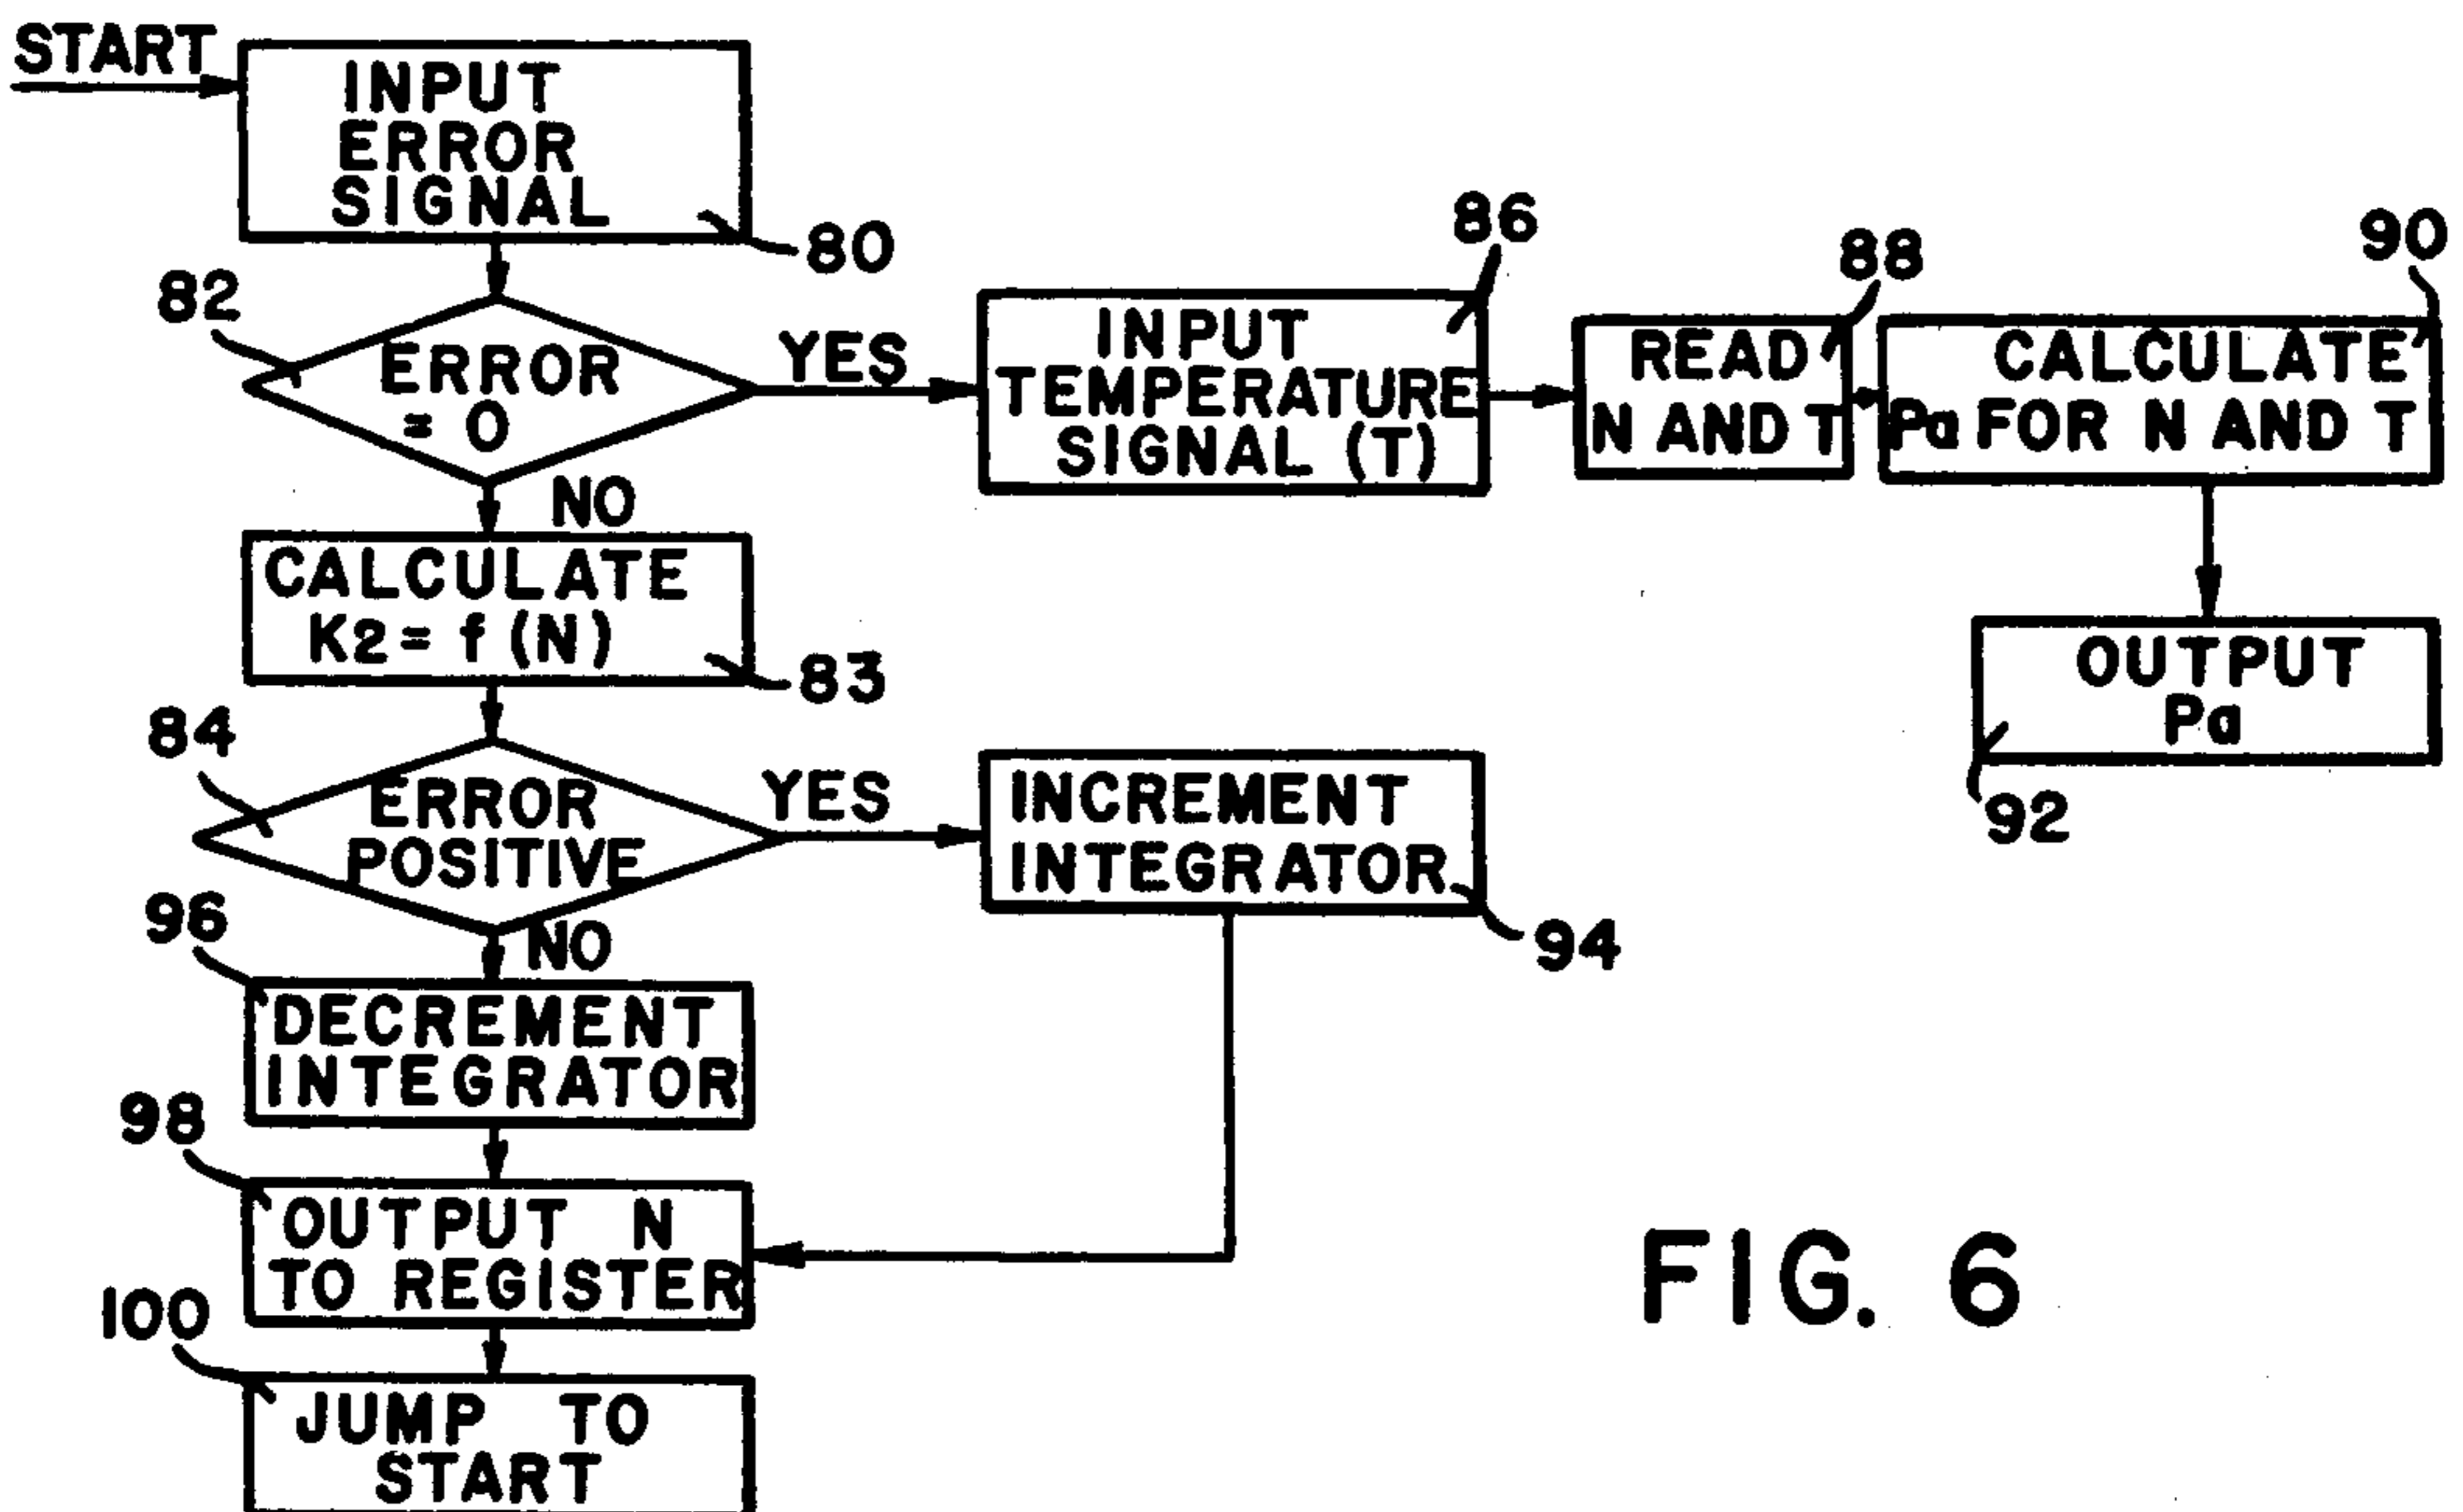 START
INPUT
ERROR
SIGNAL
80
82
ERROR
= 0
YES
NO
86
INPUT
TEMPERATURE
SIGNAL (T)
88
READ
N AND T
90
CALCULATE
Pa FOR N AND T
OUTPUT
Pa
92
CALCULATE
K2 = f (N)
83
84
ERROR
POSITIVE
YES
NO
INCREMENT
INTEGRATOR
94
96
DECREMENT
INTEGRATOR
98
OUTPUT N
TO REGISTER
100
JUMP TO
START
FIG. 6